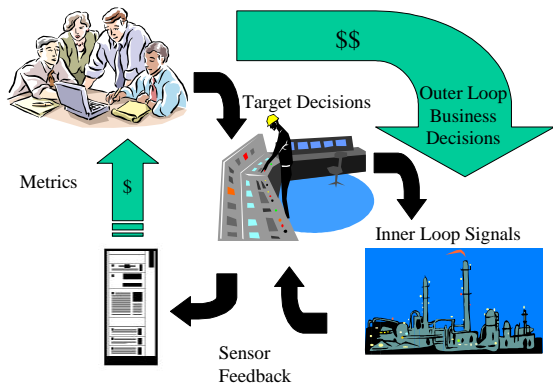 $$
Outer Loop
Business
Decisions
Target Decisions
Metrics
$
Inner Loop Signals
Sensor
Feedback